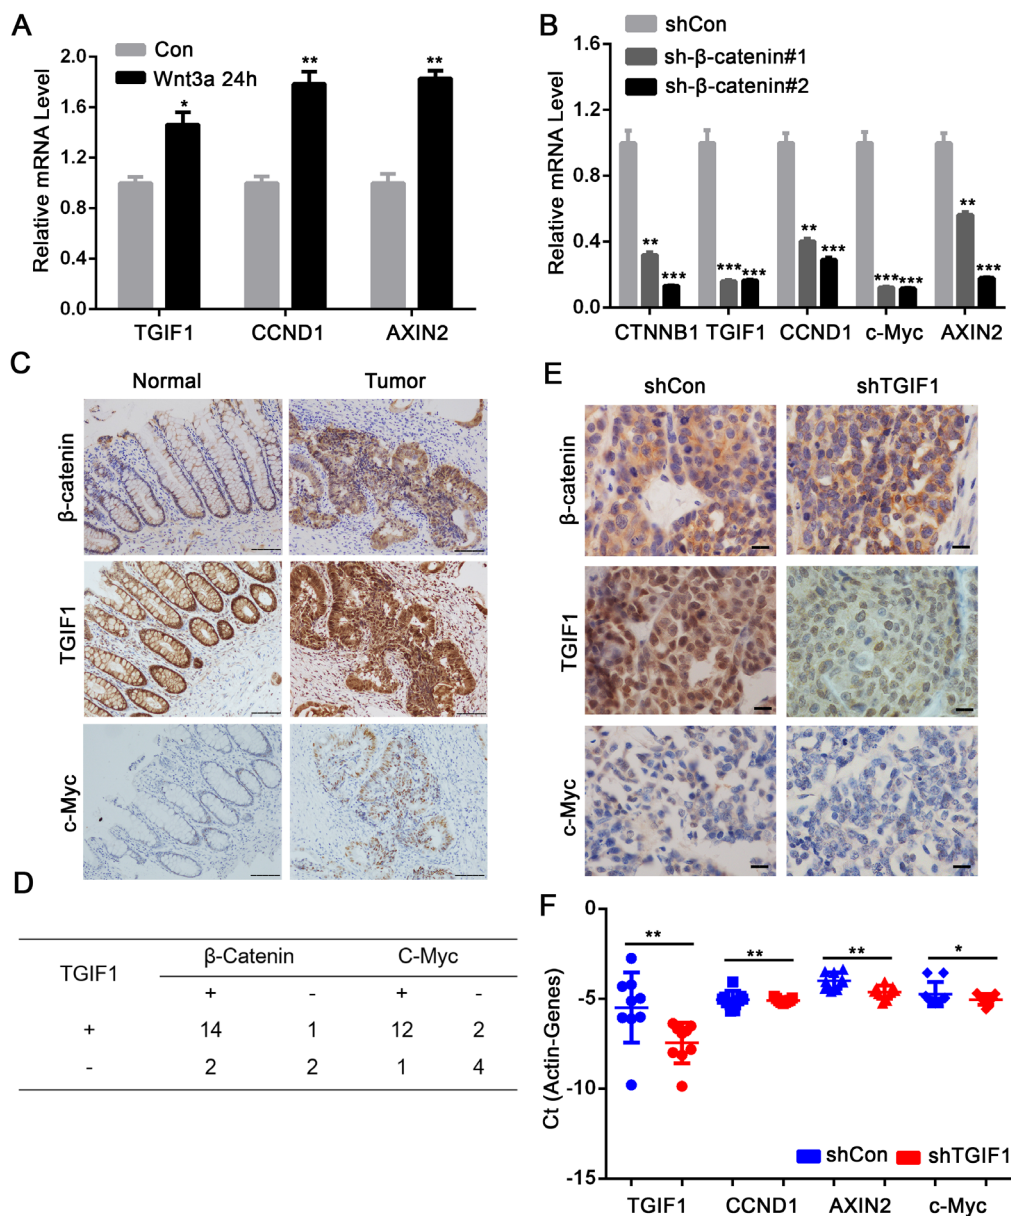 A
Con
Wnt3a 24h
Relative mRNA Level
2.0
1.6
1.2
0.8
0.4
0.0
*
**
**
TGIF1 CCND1 AXIN2
B
shCon
sh-β-catenin#1
sh-β-catenin#2
Relative mRNA Level
1.6
1.2
0.8
0.4
0.0
** *** *** *** ** *** *** *** ** ***
CTNNB1 TGIF1 CCND1 c-Myc AXIN2
C
Normal Tumor
β-catenin
TGIF1
c-Myc
D
TGIF1 β-Catenin C-Myc
+ - + -
+ 14 1 12 2
- 2 2 1 4
E
shCon shTGIF1
β-catenin
TGIF1
c-Myc
F
Ct (Actin-Genes)
0
-5
-10
-15
** ** ** *
shCon shTGIF1
TGIF1 CCND1 AXIN2 c-Myc